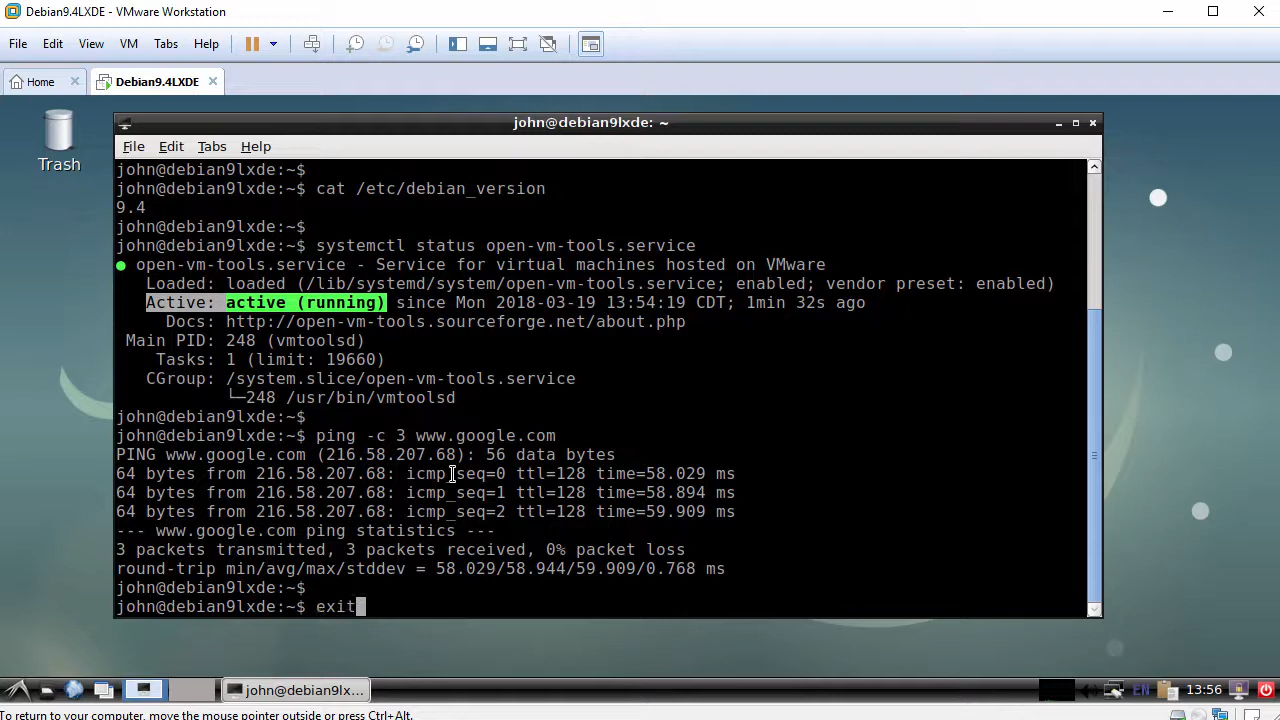 Debian9.4LXDE - VMware Workstation
File Edit View VM Tabs Help
Home Debian9.4LXDE
Trash
john@debian9lxde: ~
File Edit Tabs Help
john@debian9lxde:~$
john@debian9lxde:~$ cat /etc/debian_version
9.4
john@debian9lxde:~$
john@debian9lxde:~$ systemctl status open-vm-tools.service
● open-vm-tools.service - Service for virtual machines hosted on VMware
Loaded: loaded (/lib/systemd/system/open-vm-tools.service; enabled; vendor preset: enabled)
Active: active (running) since Mon 2018-03-19 13:54:19 CDT; 1min 32s ago
Docs: http://open-vm-tools.sourceforge.net/about.php
Main PID: 248 (vmtoolsd)
Tasks: 1 (limit: 19660)
CGroup: /system.slice/open-vm-tools.service
└─248 /usr/bin/vmtoolsd
john@debian9lxde:~$
john@debian9lxde:~$ ping -c 3 www.google.com
PING www.google.com (216.58.207.68): 56 data bytes
64 bytes from 216.58.207.68: icmp_seq=0 ttl=128 time=58.029 ms
64 bytes from 216.58.207.68: icmp_seq=1 ttl=128 time=58.894 ms
64 bytes from 216.58.207.68: icmp_seq=2 ttl=128 time=59.909 ms
--- www.google.com ping statistics ---
3 packets transmitted, 3 packets received, 0% packet loss
round-trip min/avg/max/stddev = 58.029/58.944/59.909/0.768 ms
john@debian9lxde:~$
john@debian9lxde:~$ exit
john@debian9lx... EN 13:56
To return to your computer, move the mouse pointer outside or press Ctrl+Alt.